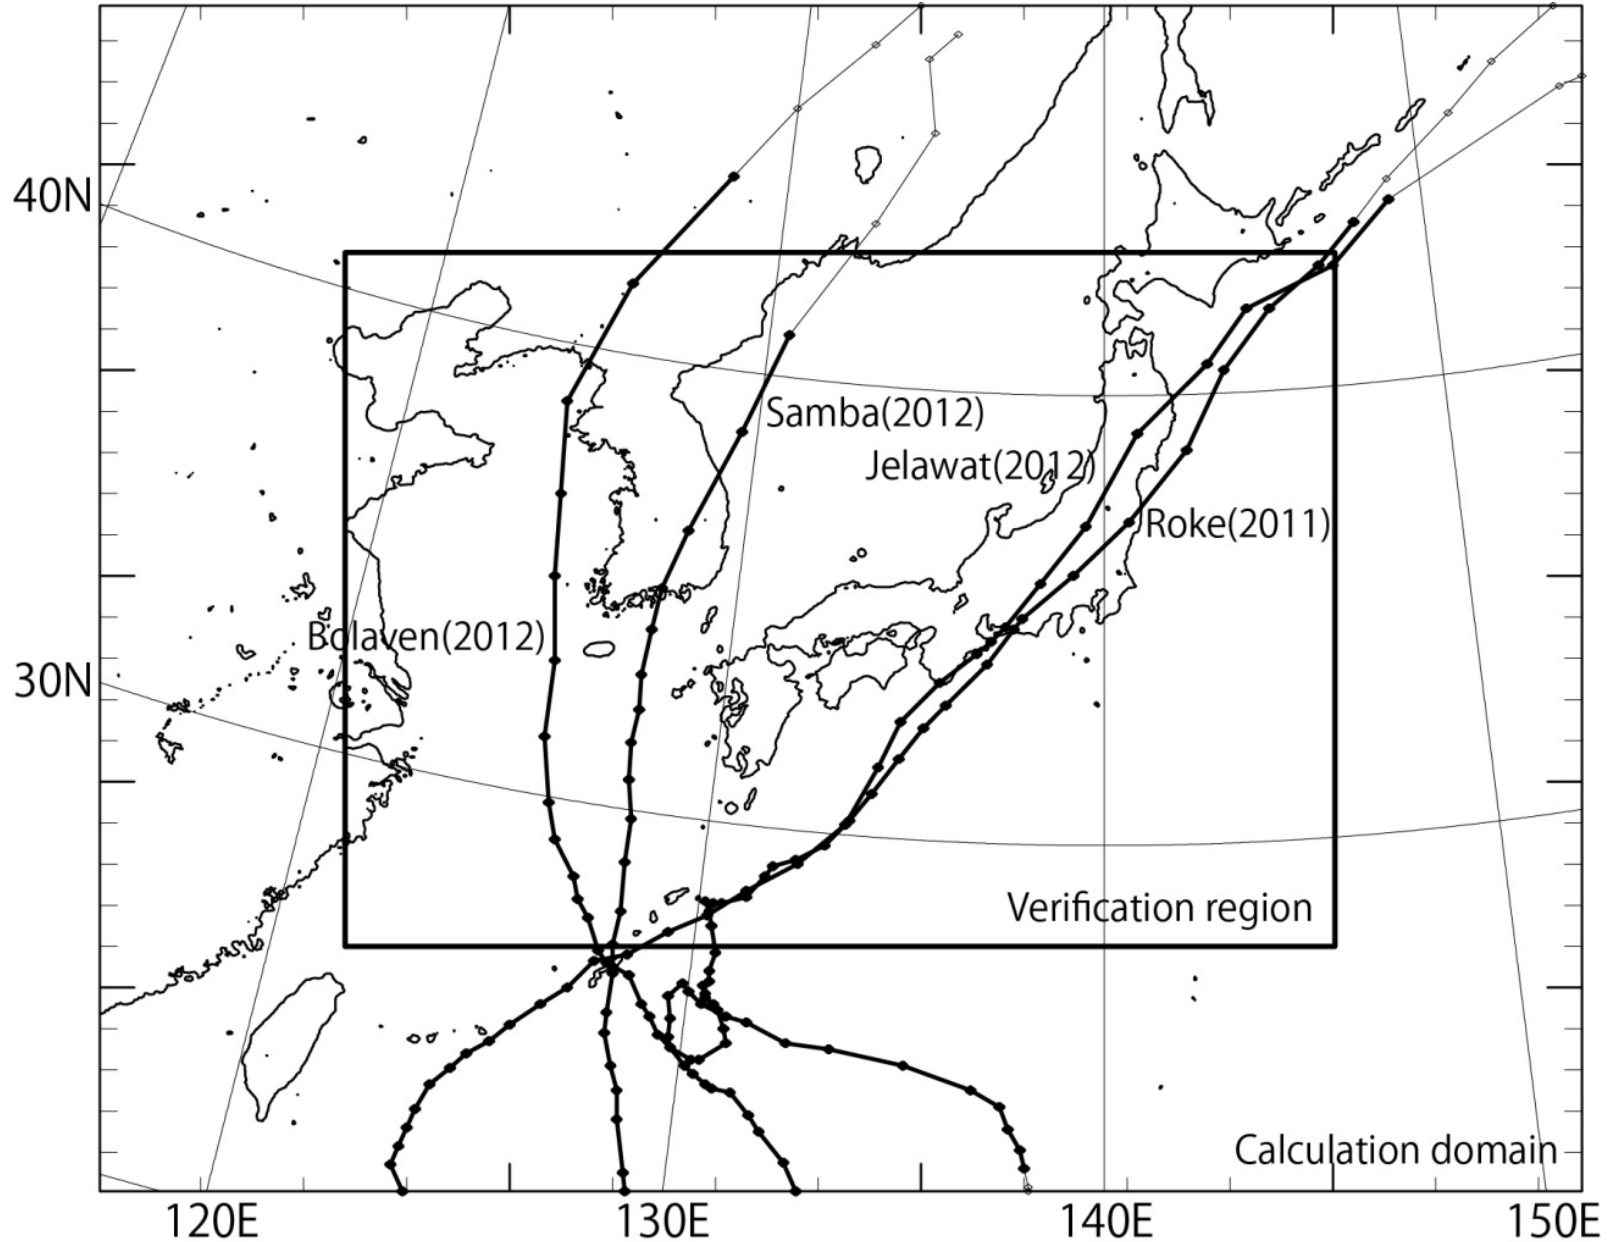 40N
Samba(2012)
Jelawat(2012)
Roke(2011)
Bolaven(2012)
30N
Verification region
Calculation domain
120E
130E
140E
150E